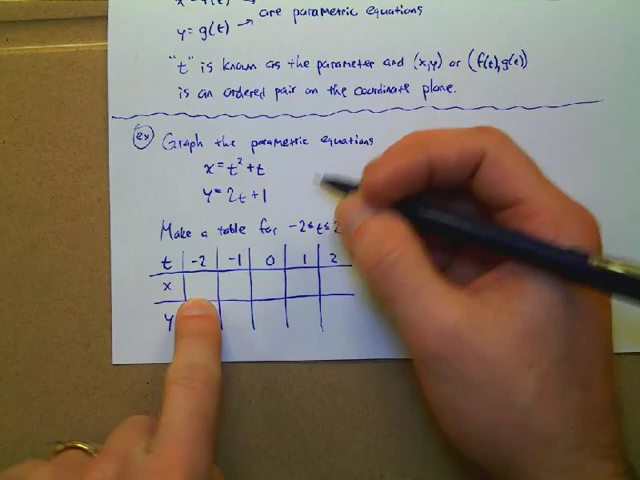 y = g(t) → are parametric equations
"t" is known as the parameter and (x,y) or (f(t),g(t))
is an ordered pair on the coordinate plane.
ex Graph the parametric equations
x = t² + t
y = 2t + 1
Make a table for -2 ≤ t ≤ 2
t -2 -1 0 1 2
x
y